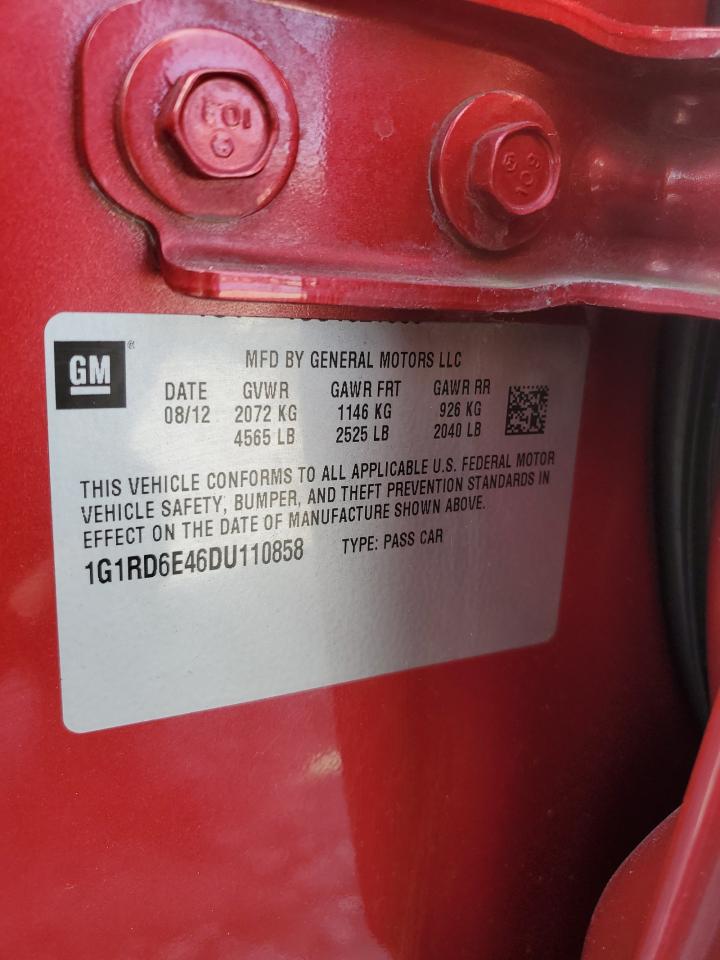 GM ®
MFD BY GENERAL MOTORS LLC
DATE GVWR GAWR FRT GAWR RR
08/12 2072 KG 1146 KG 926 KG
4565 LB 2525 LB 2040 LB
THIS VEHICLE CONFORMS TO ALL APPLICABLE U.S. FEDERAL MOTOR
VEHICLE SAFETY, BUMPER, AND THEFT PREVENTION STANDARDS IN
EFFECT ON THE DATE OF MANUFACTURE SHOWN ABOVE.
1G1RD6E46DU110858 TYPE: PASS CAR